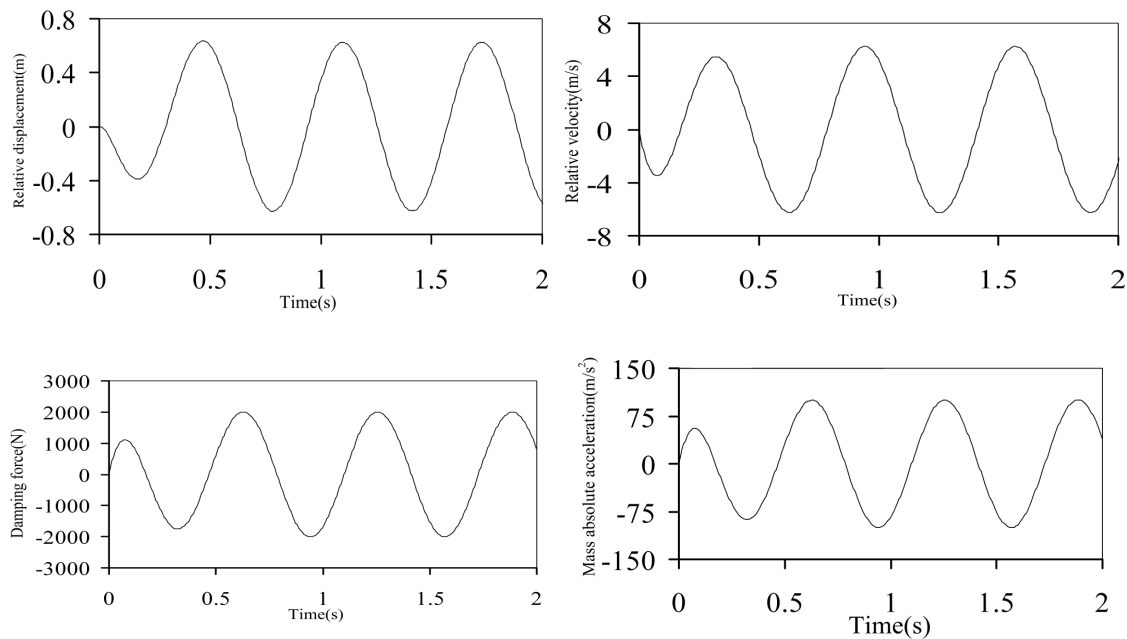 Relative displacement(m)
0.8
0.4
0
-0.4
-0.8
0 0.5 1 1.5 2
Time(s)
Relative velocity(m/s)
8
4
0
-4
-8
0 0.5 1 1.5 2
Time(s)
Damping force(N)
3000
2000
1000
0
-1000
-2000
-3000
0 0.5 1 1.5 2
Time(s)
Mass absolute acceleration(m/s²)
150
75
0
-75
-150
0 0.5 1 1.5 2
Time(s)